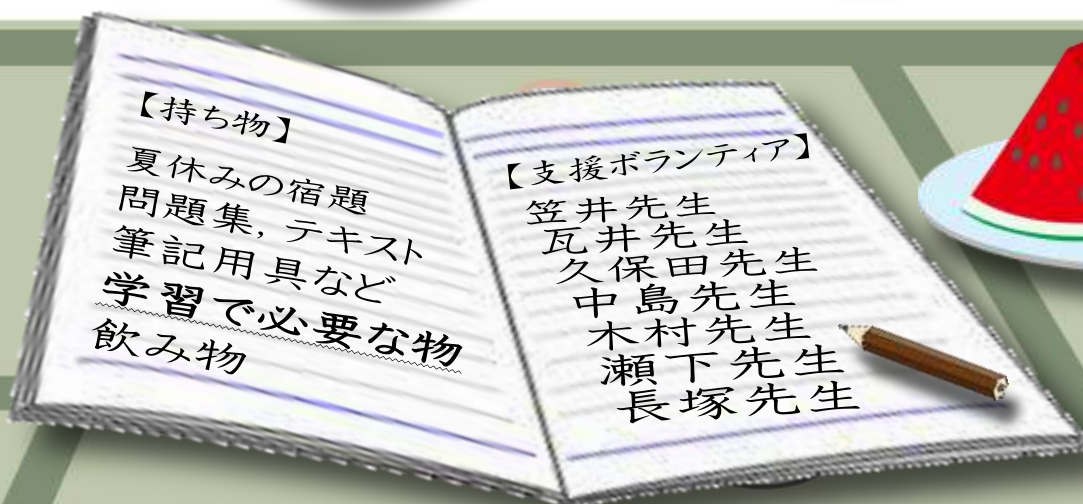 【持ち物】
夏休みの宿題
問題集, テキスト
筆記用具など
学習で必要な物
飲み物
【支援ボランティア】
笠井先生
瓦井先生
久保田先生
中島先生
木村先生
瀬下先生
長塚先生